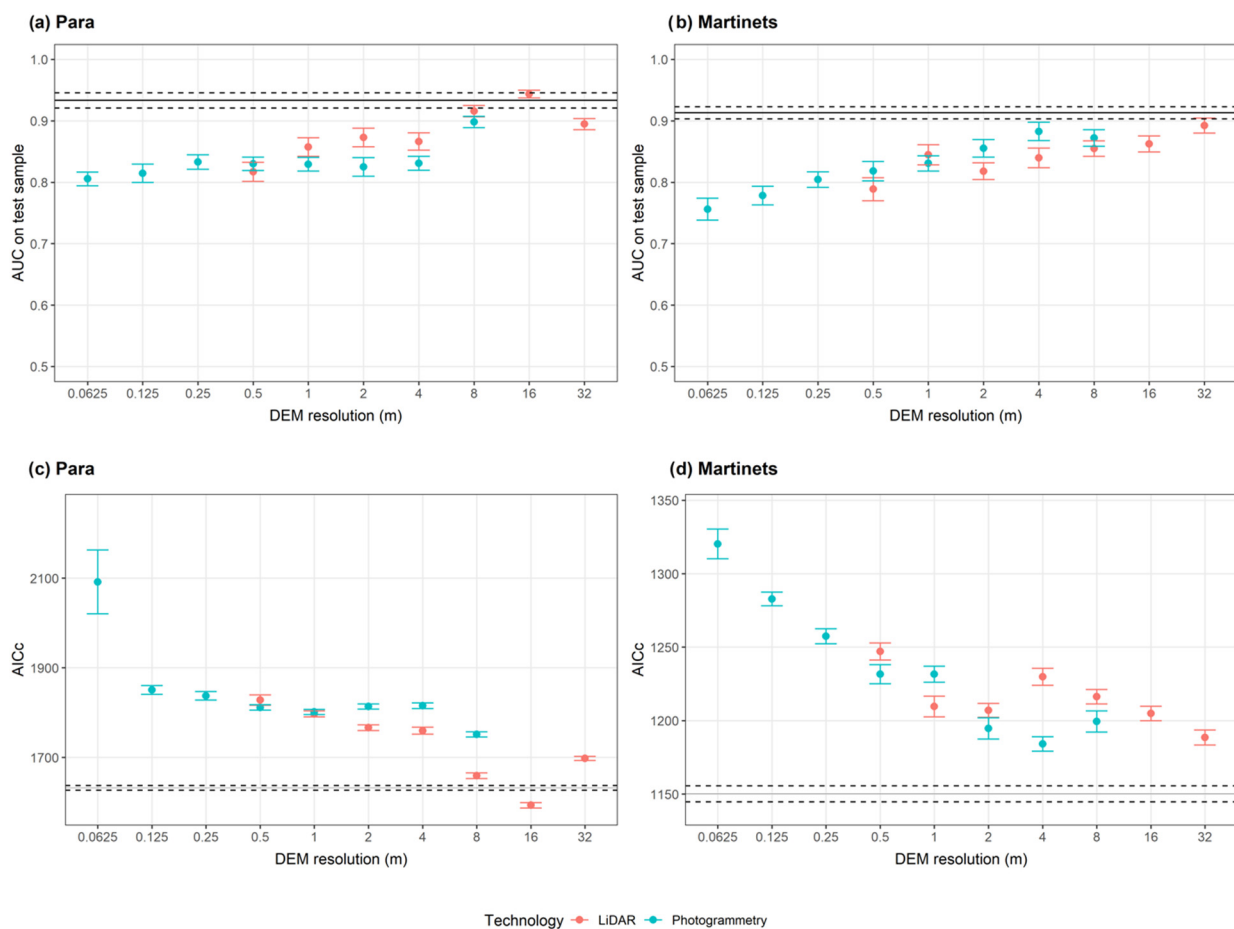 (a) Para
(b) Martinets
AUC on test sample
1.0
0.9
0.8
0.7
0.6
0.5
0.0625 0.125 0.25 0.5 1 2 4 8 16 32
DEM resolution (m)
AUC on test sample
1.0
0.9
0.8
0.7
0.6
0.5
0.0625 0.125 0.25 0.5 1 2 4 8 16 32
DEM resolution (m)
(c) Para
(d) Martinets
AICc
2100
1900
1700
0.0625 0.125 0.25 0.5 1 2 4 8 16 32
DEM resolution (m)
AICc
1350
1300
1250
1200
1150
0.0625 0.125 0.25 0.5 1 2 4 8 16 32
DEM resolution (m)
Technology LiDAR Photogrammetry